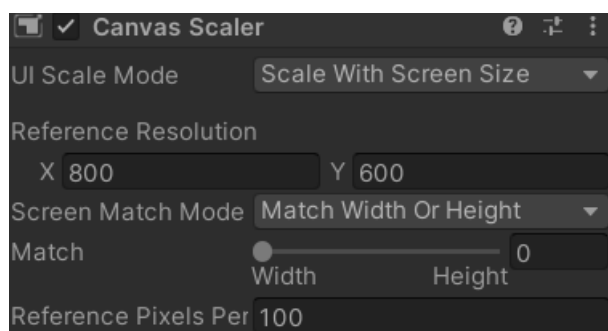 Canvas Scaler
UI Scale Mode Scale With Screen Size
Reference Resolution
X 800 Y 600
Screen Match Mode Match Width Or Height
Match 0
Width Height
Reference Pixels Per 100